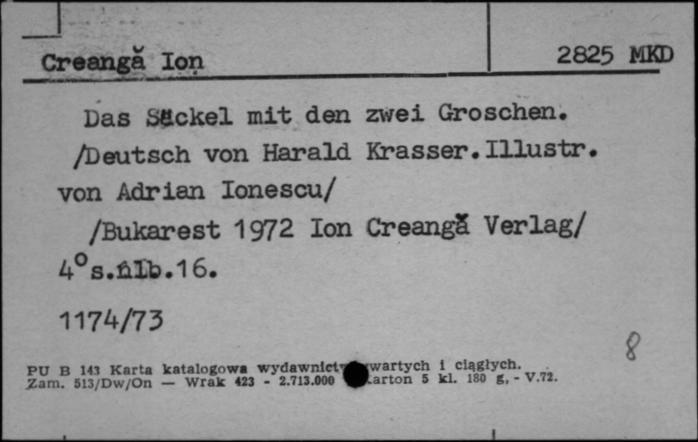 Creangă Ion
2825 MKD
Das Säckel mit den zwei Groschen.
/Deutsch von Harald Krasser.Illustr.
von Adrian Ionescu/
/Bukarest 1972 Ion Creangă Verlag/
4° s.nlb.16.
1174/73
8
PU B 143 Karta katalogowa wydawnict wartych i ciągłych.
Zam. 513/Dw/On — Wrak 423 - 2.713.000 arton 5 kl. 180 g, - V.72.